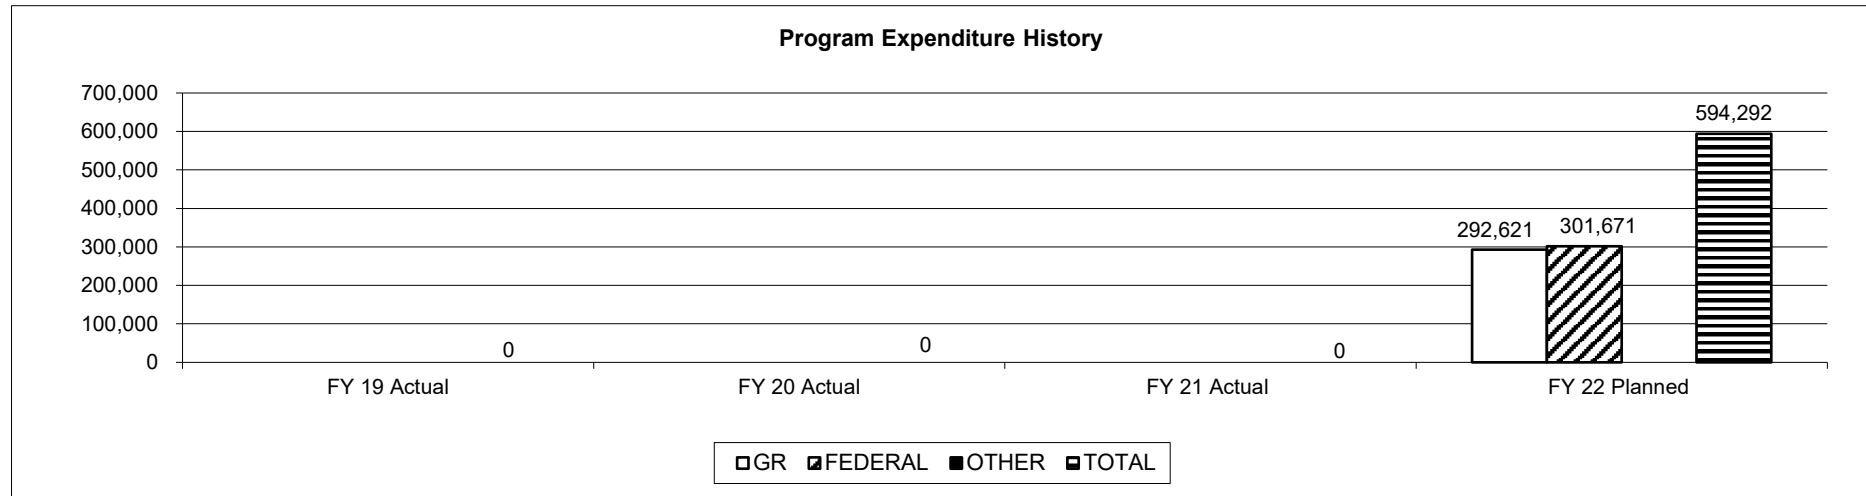 Program Expenditure History
700,000
600,000
500,000
400,000
300,000
200,000
100,000
0
594,292
292,621 301,671
0 0 0
FY 19 Actual FY 20 Actual FY 21 Actual FY 22 Planned
GR FEDERAL OTHER TOTAL